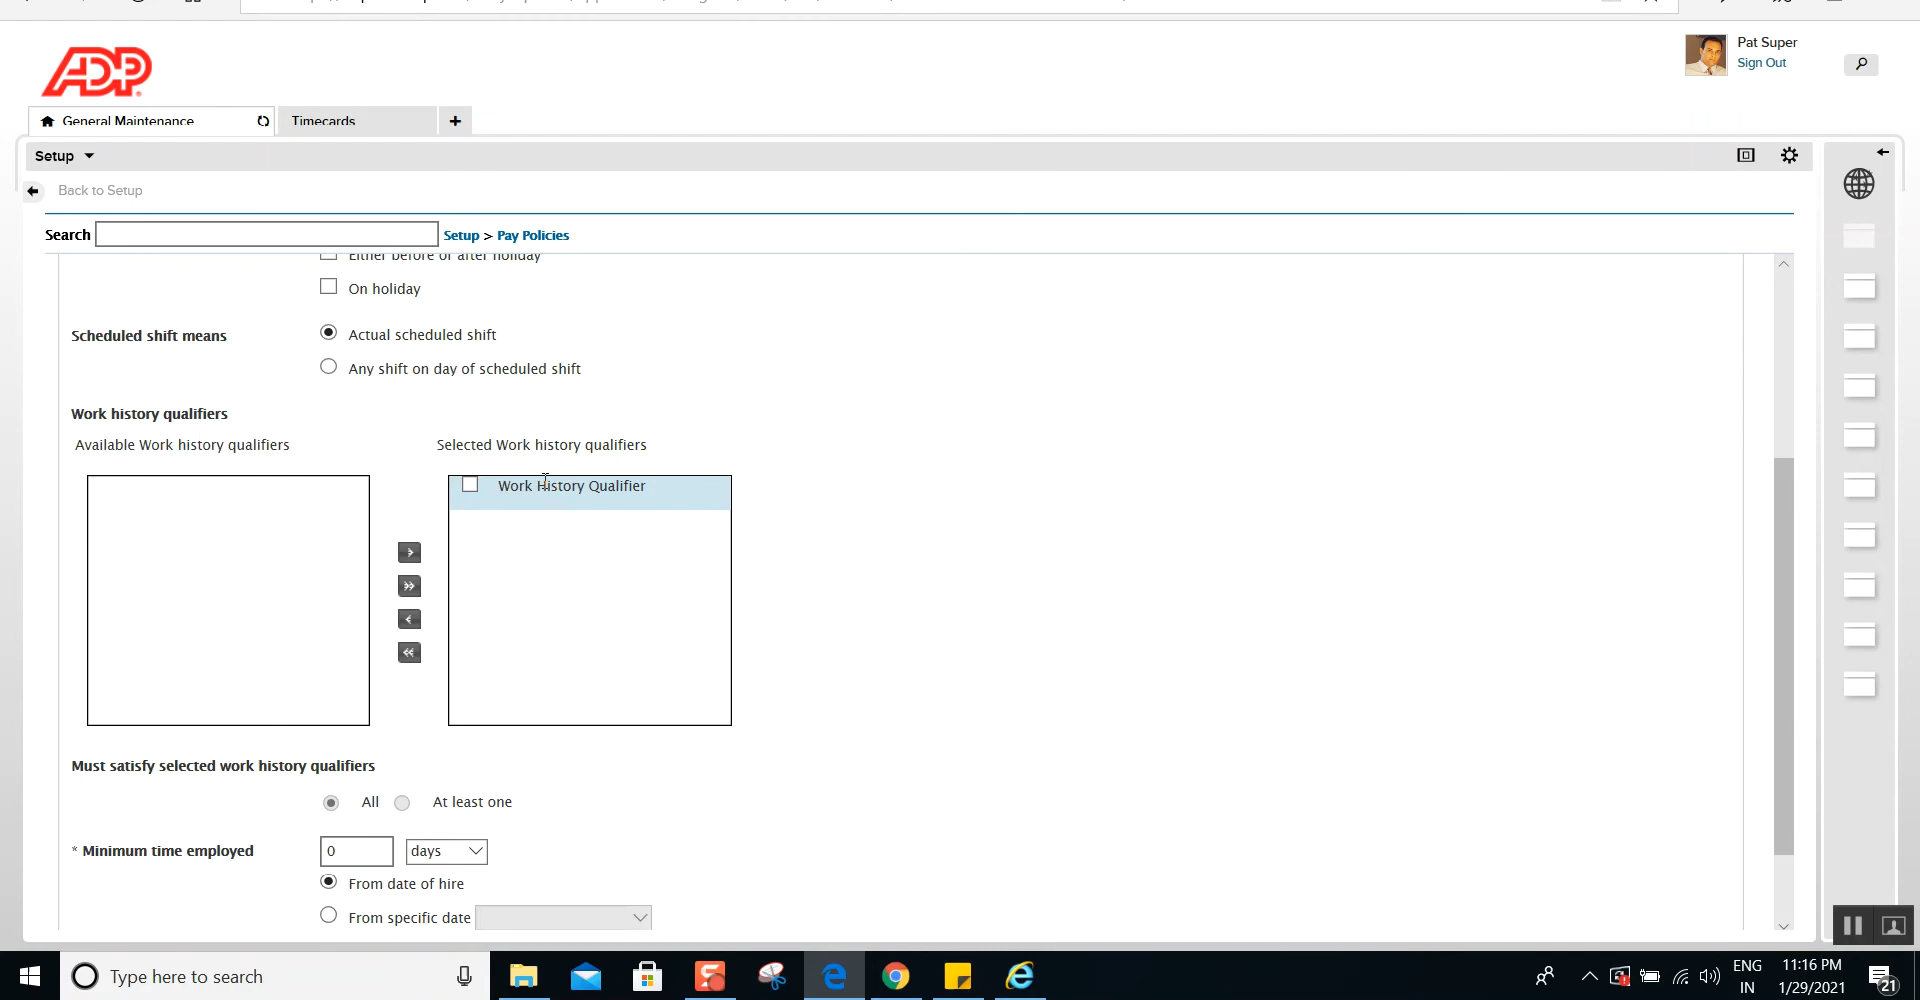 ADP
Pat Super
Sign Out
General Maintenance
Timecards
+
Setup
Back to Setup
Search
Setup > Pay Policies
Either before or after holiday
On holiday
Scheduled shift means
Actual scheduled shift
Any shift on day of scheduled shift
Work history qualifiers
Available Work history qualifiers
Selected Work history qualifiers
Work History Qualifier
Must satisfy selected work history qualifiers
All
At least one
* Minimum time employed
0
days
From date of hire
From specific date
Type here to search
ENG
IN
11:16 PM
1/29/2021
21